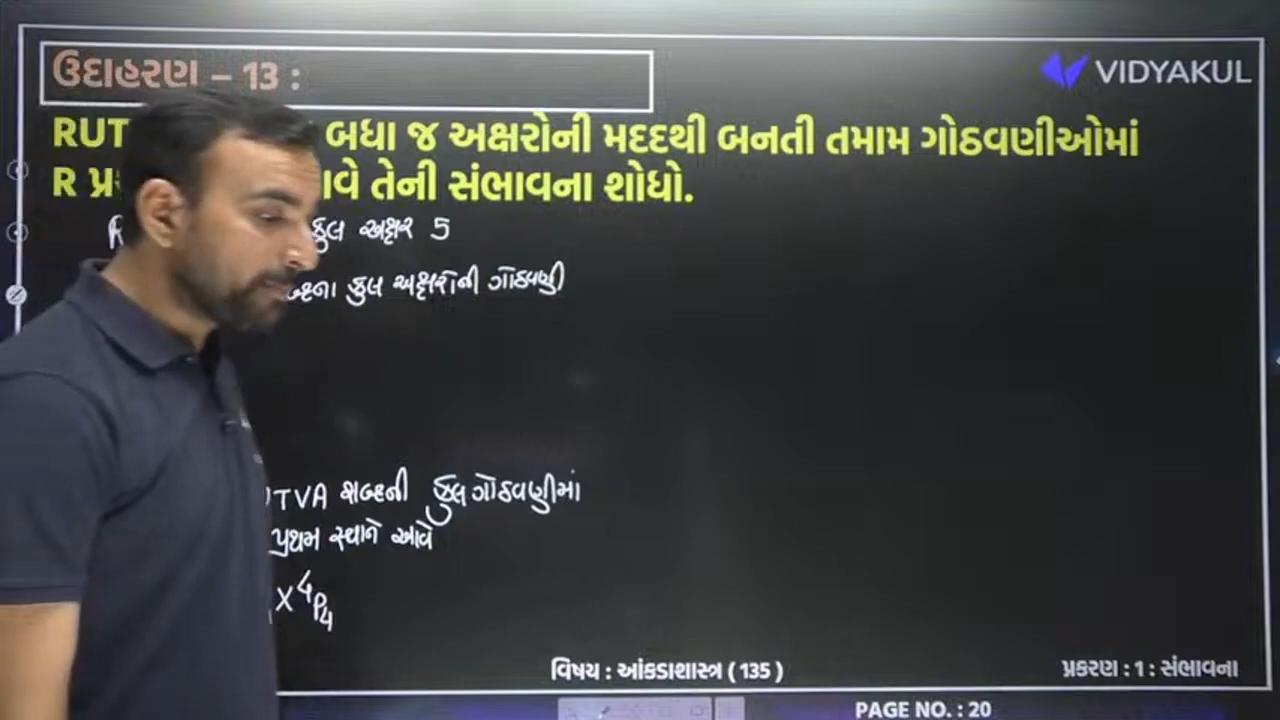 ઉદાહરણ – 13 :
VIDYAKUL
RUT બધા જ અક્ષરોની મદદથી બનતી તમામ ગોઠવણીઓમાં
R તેની સંભાવના શોધો.
R કુલ અક્ષર 5
કુલ અક્ષરોની ગોઠવણી
TVA શબ્દની કુલ ગોઠવણીમાં
પ્રથમ સ્થાને આવે
X ⁴P₄
વિષય : આંકડાશાસ્ત્ર ( 135 )
પ્રકરણ : 1 : સંભાવના
PAGE NO. : 20